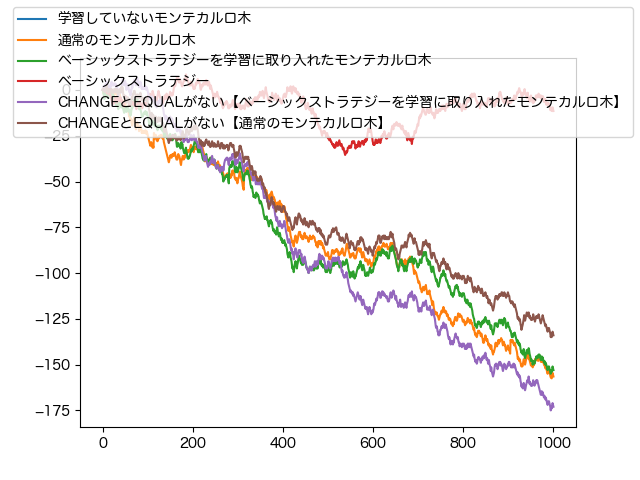 学習していないモンテカルロ木
通常のモンテカルロ木
ベーシックストラテジーを学習に取り入れたモンテカルロ木
ベーシックストラテジー
CHANGEとEQUALがない【ベーシックストラテジーを学習に取り入れたモンテカルロ木】
CHANGEとEQUALがない【通常のモンテカルロ木】
0
−25
−50
−75
−100
−125
−150
−175
0 200 400 600 800 1000